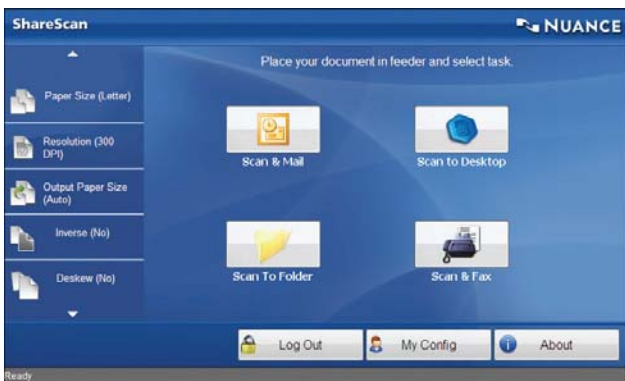 ShareScan
NUANCE
Place your document in feeder and select task.
Paper Size (Letter)
Resolution (300
DPI)
Output Paper Size
(Auto)
Inverse (No)
Deskew (No)
Scan & Mail
Scan to Desktop
Scan To Folder
Scan & Fax
Log Out
My Config
About
Ready